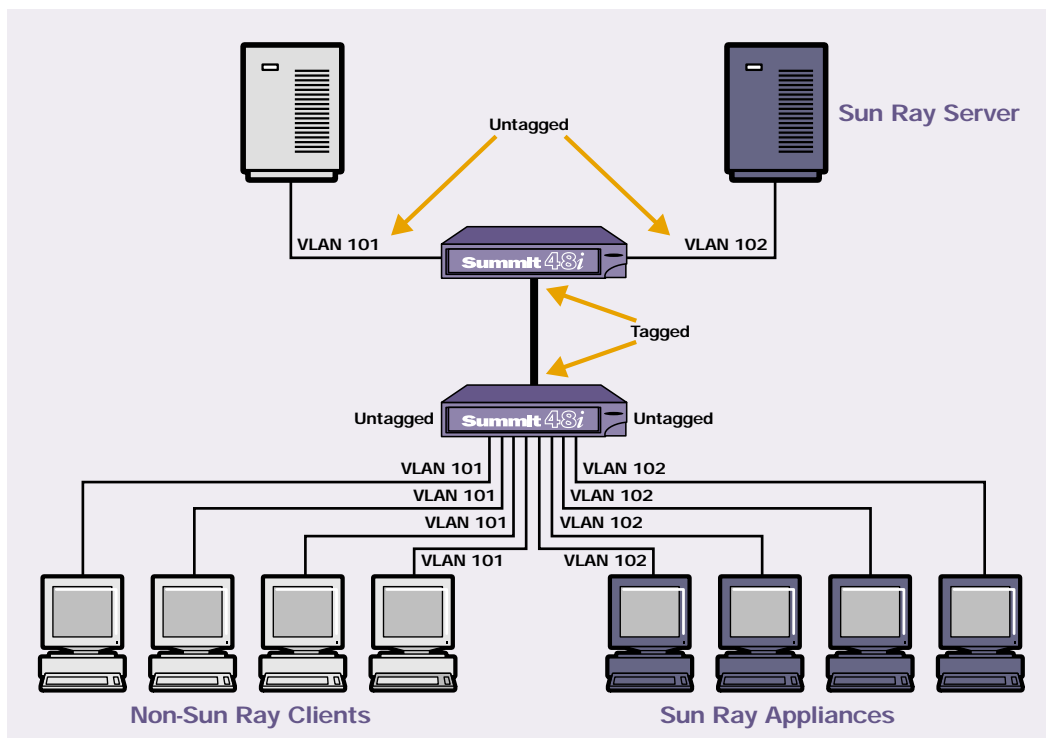 Sun Ray Server
Untagged
VLAN 101
VLAN 102
Summit 48i
Tagged
Untagged
Summit 48i
Untagged
VLAN 101
VLAN 102
VLAN 101
VLAN 102
VLAN 101
VLAN 102
VLAN 101
VLAN 102
Non-Sun Ray Clients
Sun Ray Appliances